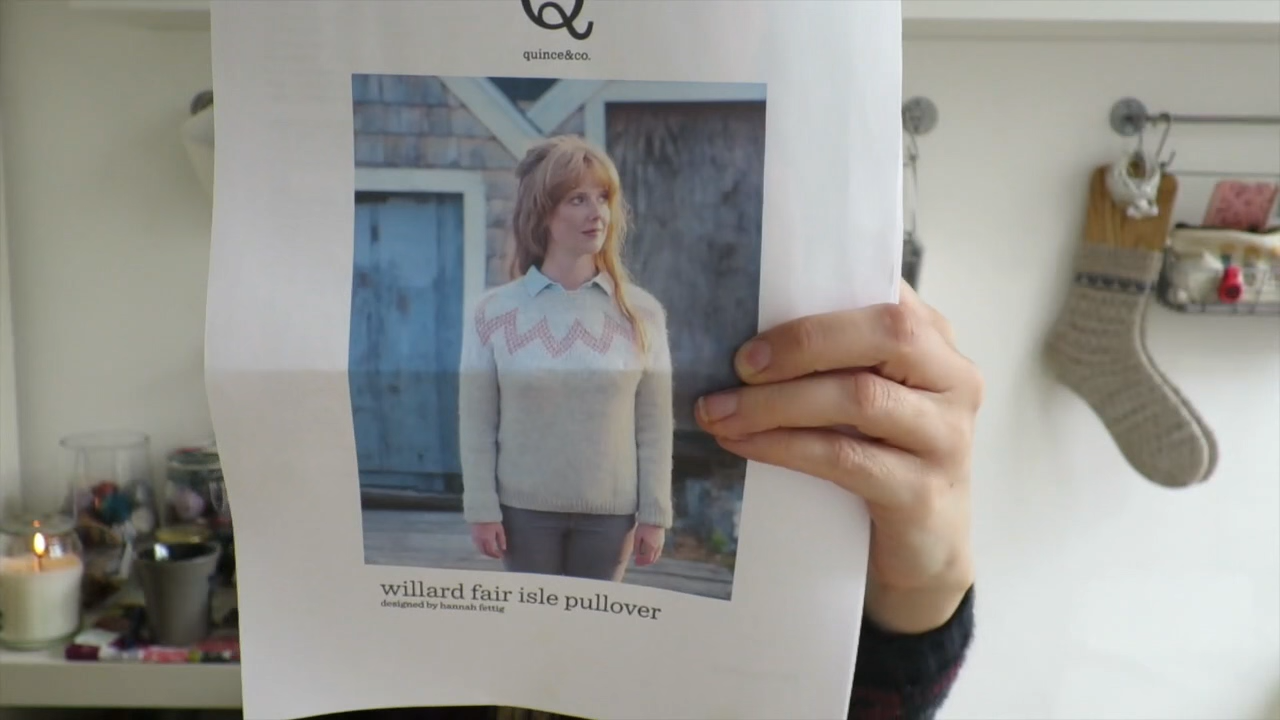 Q
quince&co.
willard fair isle pullover
designed by hannah fettig